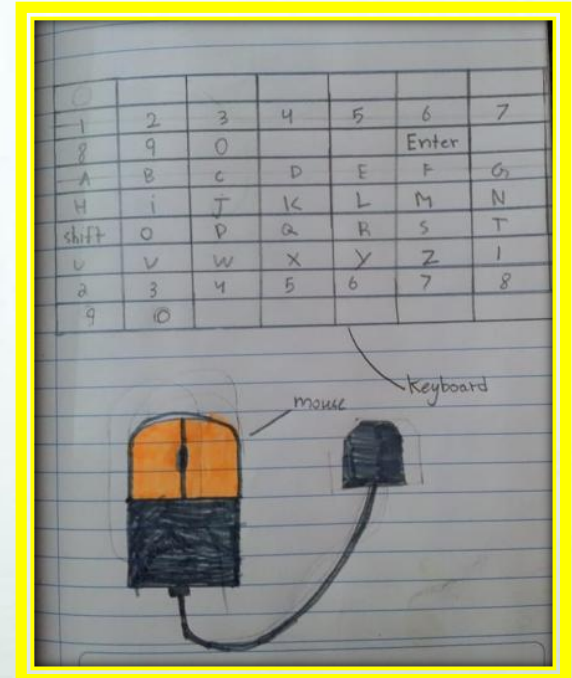 1 2 3 4 5 6 7
8 9 0 Enter
A B C D E F G
H i J K L M N
shift O P Q R S T
U V W X Y Z 1
2 3 4 5 6 7 8
9 10
keyboard
mouse